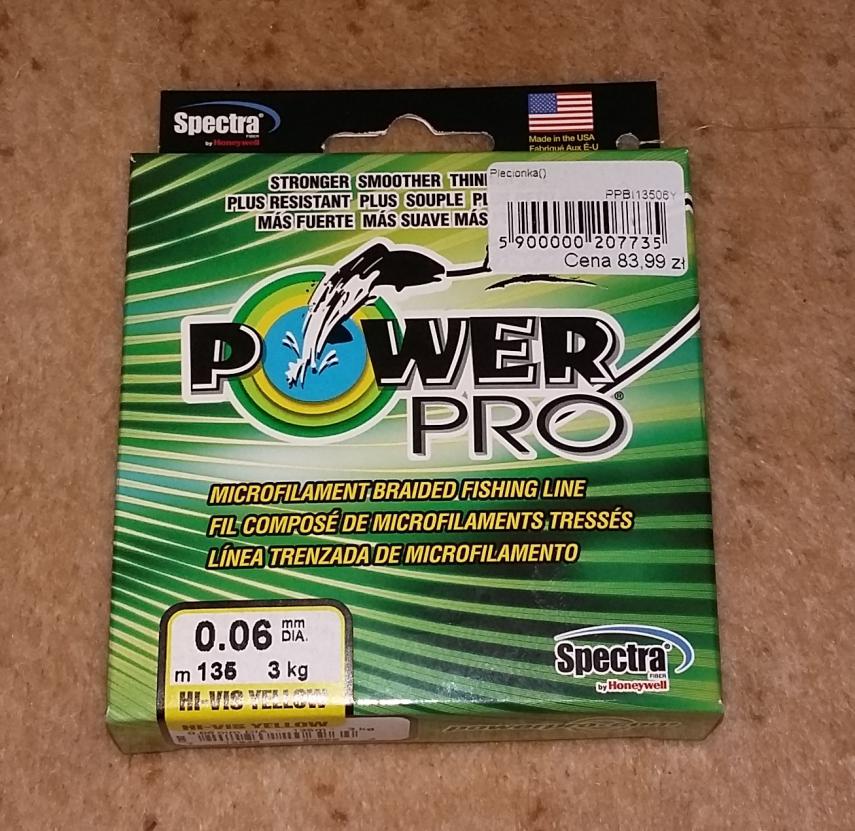 Spectra®
FIBER
by Honeywell
Made in the USA
Fabriqué Aux É-U
STRONGER SMOOTHER
PLUS RESISTANT PLUS SOUPLE
MÁS FUERTE MÁS SUAVE MÁS
Plecionka()
PPBI13506Y
5 900000 207735
Cena 83,99 zł
POWER
PRO®
MICROFILAMENT BRAIDED FISHING LINE
FIL COMPOSÉ DE MICROFILAMENTS TRESSÉS
LÍNEA TRENZADA DE MICROFILAMENTO
0.06 mm DIA.
m 135 3 kg
HI-VIS YELLOW
Spectra®
FIBER
by Honeywell
HI-VIS YELLOW